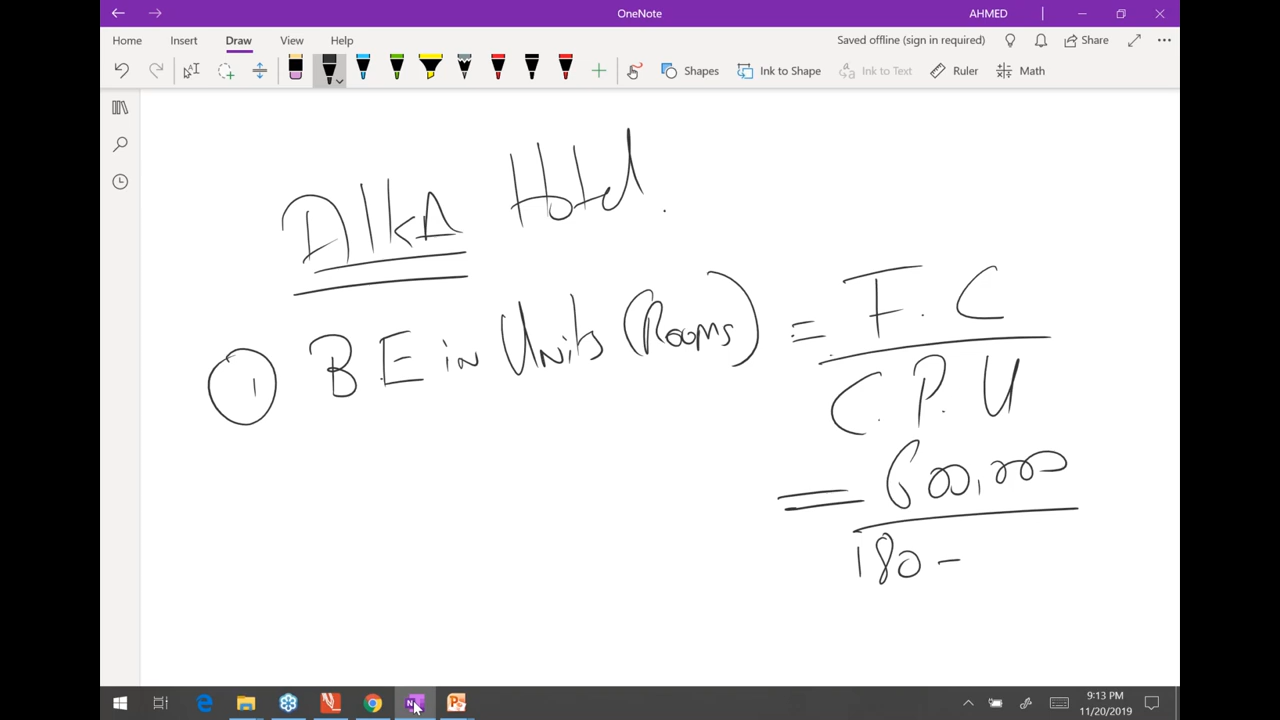 OneNote
AHMED
Home Insert Draw View Help
Saved offline (sign in required)
Share
Shapes
Ink to Shape
Ink to Text
Ruler
Math
AlkA Hotel.
① B E in Units (Rooms) = F. C
C. P. U
= 600,000
180 -
9:13 PM
11/20/2019